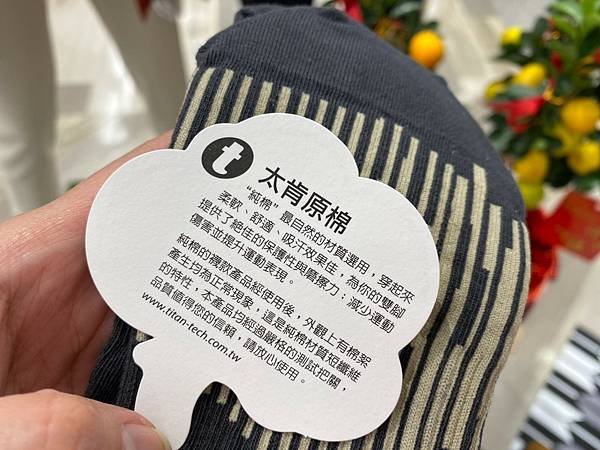 t 太肯原棉
“純棉”最自然的材質選用，穿起來
柔軟、舒適，吸汗效果佳，為你的雙腳
提供了絕佳的保護性與磨擦力；減少運動
傷害並提升運動表現。
純棉的襪款產品經使用後，外觀上有棉絮
產生均為正常現象，這是純棉材質短纖維
的特性，本產品均經過嚴格的測試把關，
品質直得您的信賴，請放心使用。
www.titan-tech.com.tw